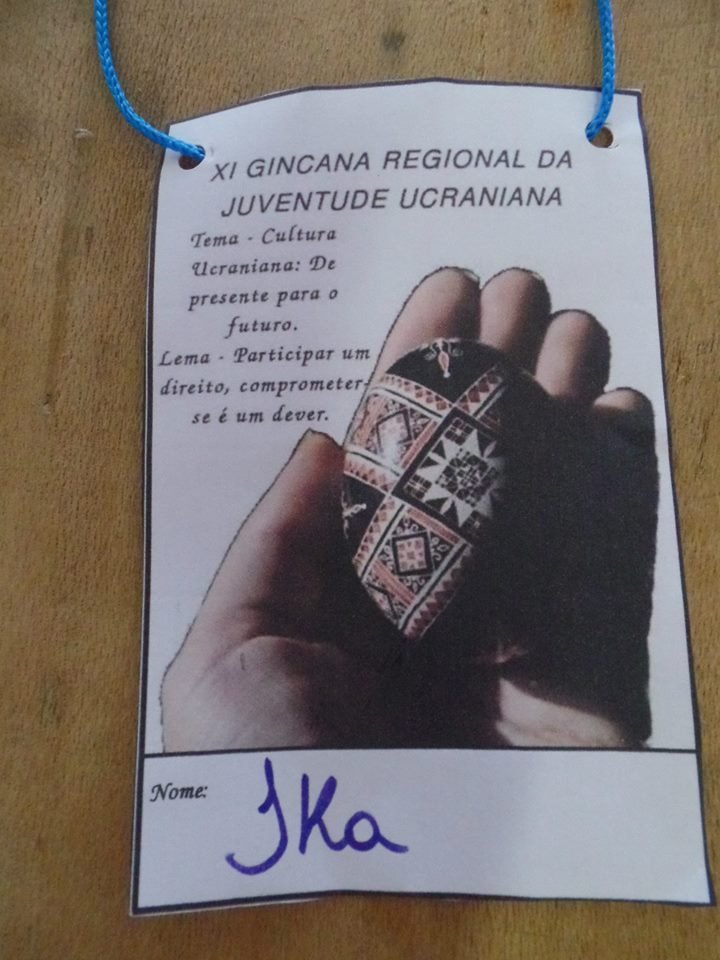 XI GINCANA REGIONAL DA
JUVENTUDE UCRANIANA
Tema - Cultura
Ucraniana: De
presente para o
futuro.
Lema - Participar um
direito, comprometer-
se é um dever.
Nome: Ika